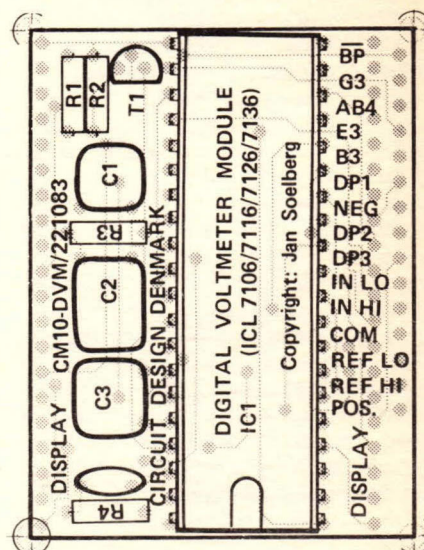 R1
R2
T1
C1
R3
C2
C3
R4
DISPLAY CM10-DVM/2221083
CIRCUIT DESIGN DENMARK
DIGITAL VOLTMETER MODULE
IC1 (ICL 7106/7116/7126/7136)
Copyright: Jan Soelberg
BP
G3
AB4
E3
B3
DP1
NEG
DP2
DP3
IN LO
IN HI
COM
REF LO
REF HI
POS.
DISPLAY